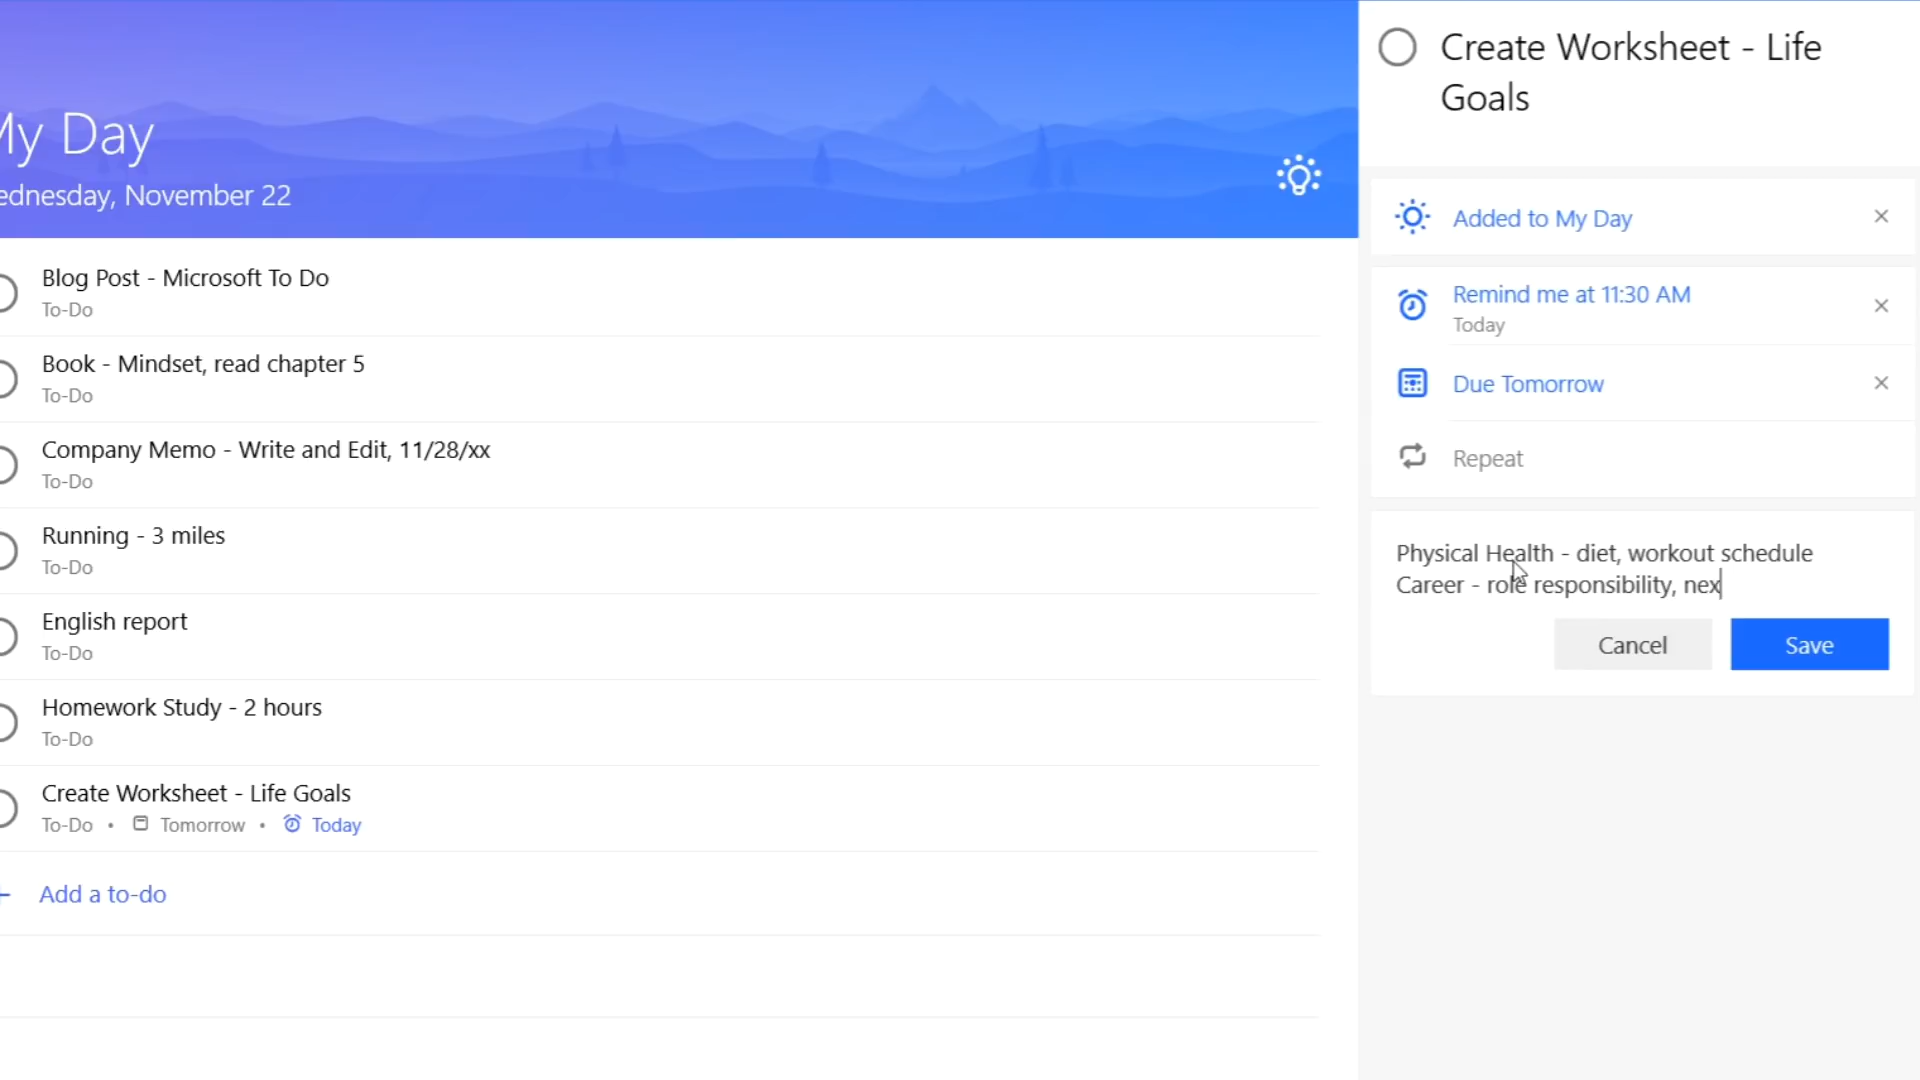 My Day
ednesday, November 22
Blog Post - Microsoft To Do
To-Do
Book - Mindset, read chapter 5
To-Do
Company Memo - Write and Edit, 11/28/xx
To-Do
Running - 3 miles
To-Do
English report
To-Do
Homework Study - 2 hours
To-Do
Create Worksheet - Life Goals
To-Do • Tomorrow • Today
Add a to-do
Create Worksheet - Life
Goals
Added to My Day
Remind me at 11:30 AM
Today
Due Tomorrow
Repeat
Physical Health - diet, workout schedule
Career - role responsibility, nex
Cancel
Save